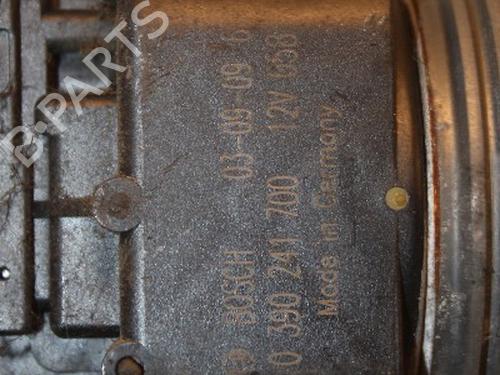 BOSCH 03-09-09 6
0 390 241 700 12V 058
Made in Germany
B PARTS